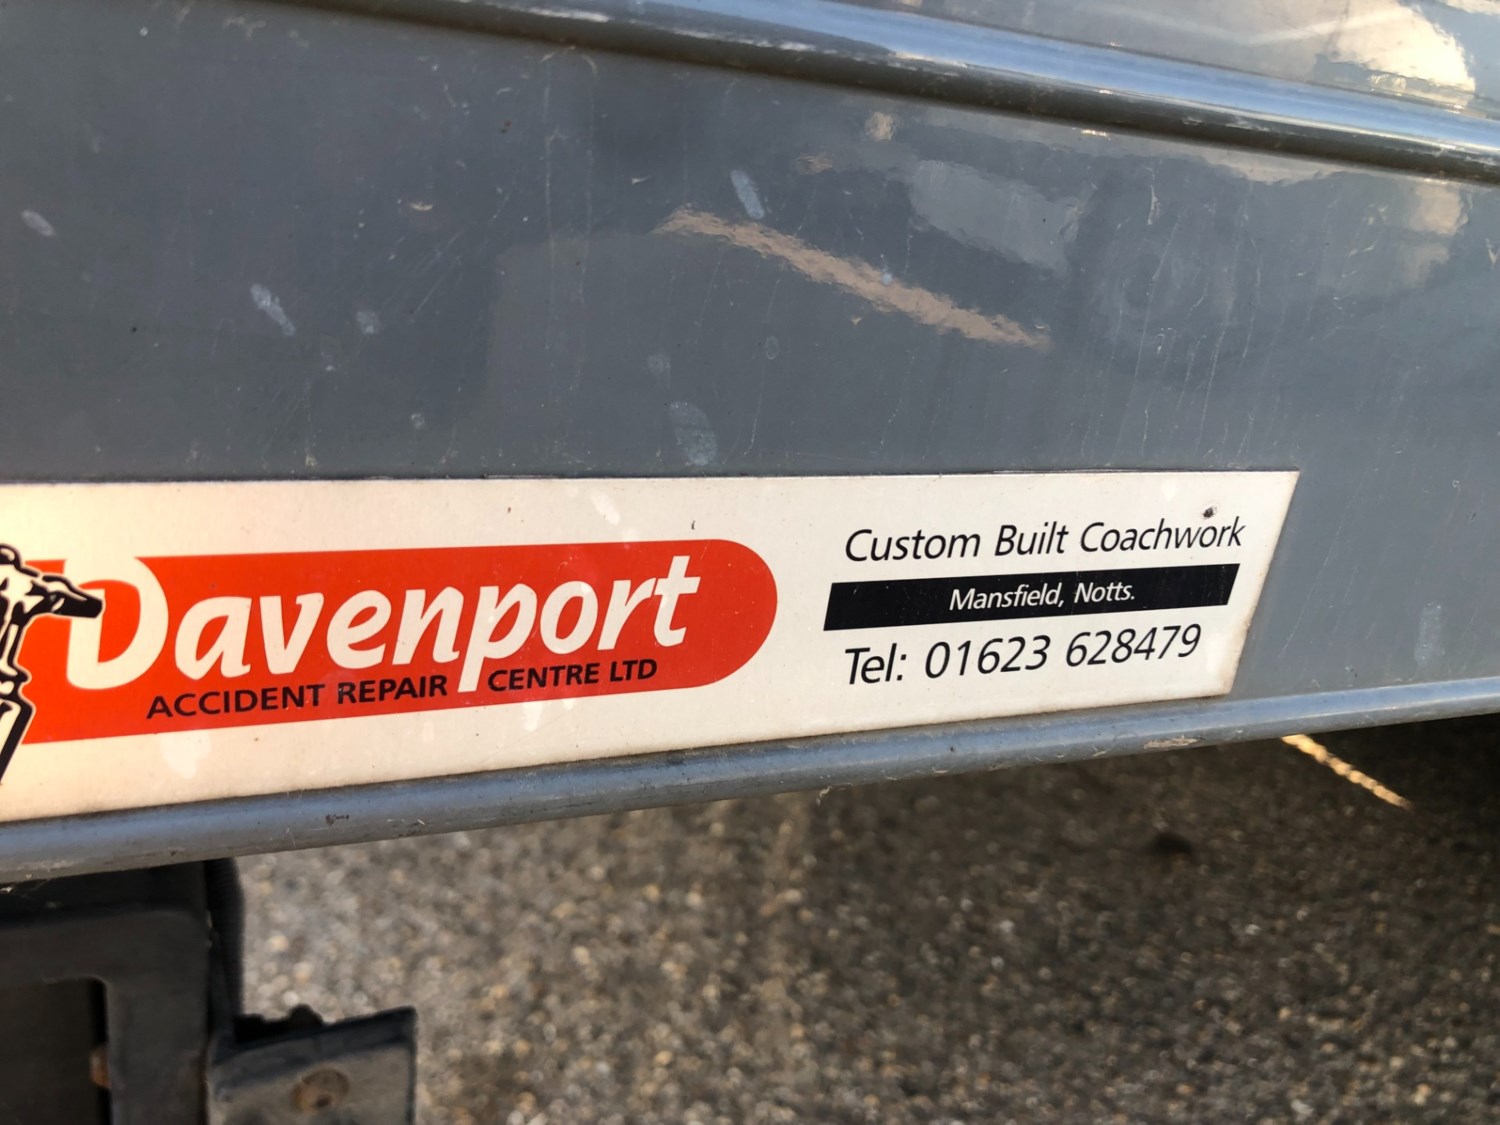 Davenport
ACCIDENT REPAIR CENTRE LTD
Custom Built Coachwork
Mansfield, Notts.
Tel: 01623 628479